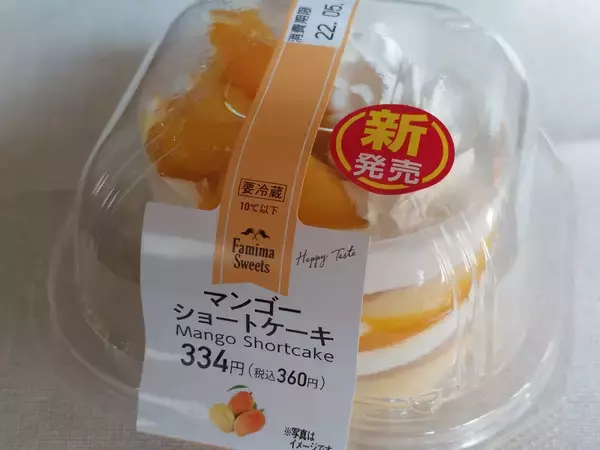 消費期限
22.05.
新
発売
要冷蔵
10℃以下
Famima
Sweets
Happy Taste
マンゴー
ショートケーキ
Mango Shortcake
334円(税込360円)
※写真は
イメージです